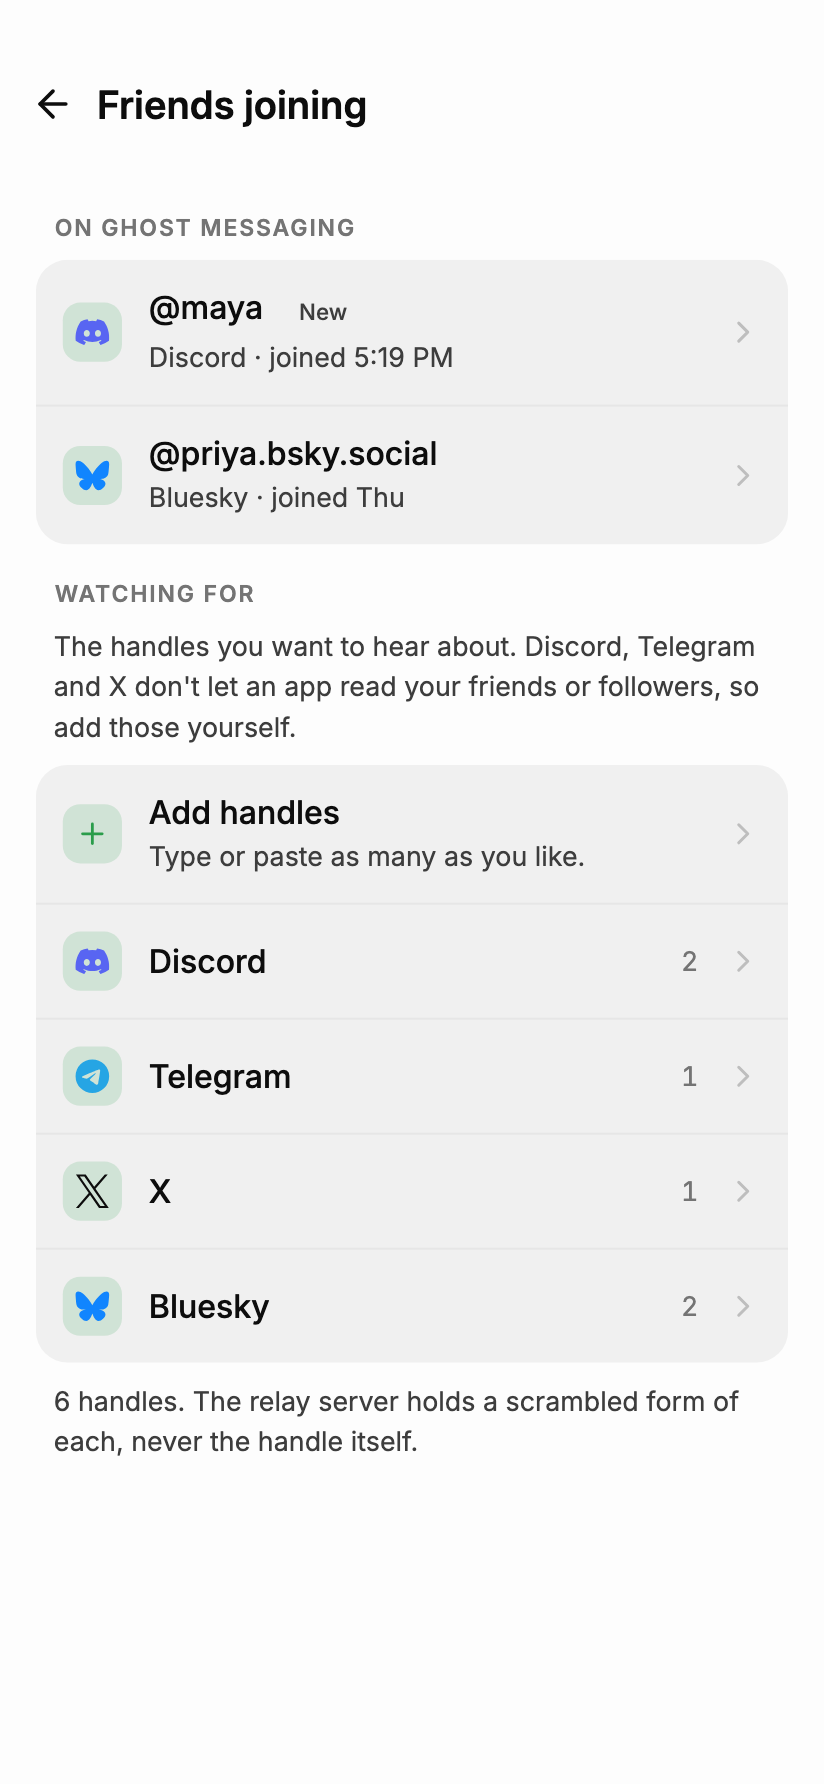 Friends joining
ON GHOST MESSAGING
@maya New
Discord · joined 5:19 PM
@priya.bsky.social
Bluesky · joined Thu
WATCHING FOR
The handles you want to hear about. Discord, Telegram
and X don't let an app read your friends or followers, so
add those yourself.
Add handles
Type or paste as many as you like.
Discord 2
Telegram 1
X 1
Bluesky 2
6 handles. The relay server holds a scrambled form of
each, never the handle itself.